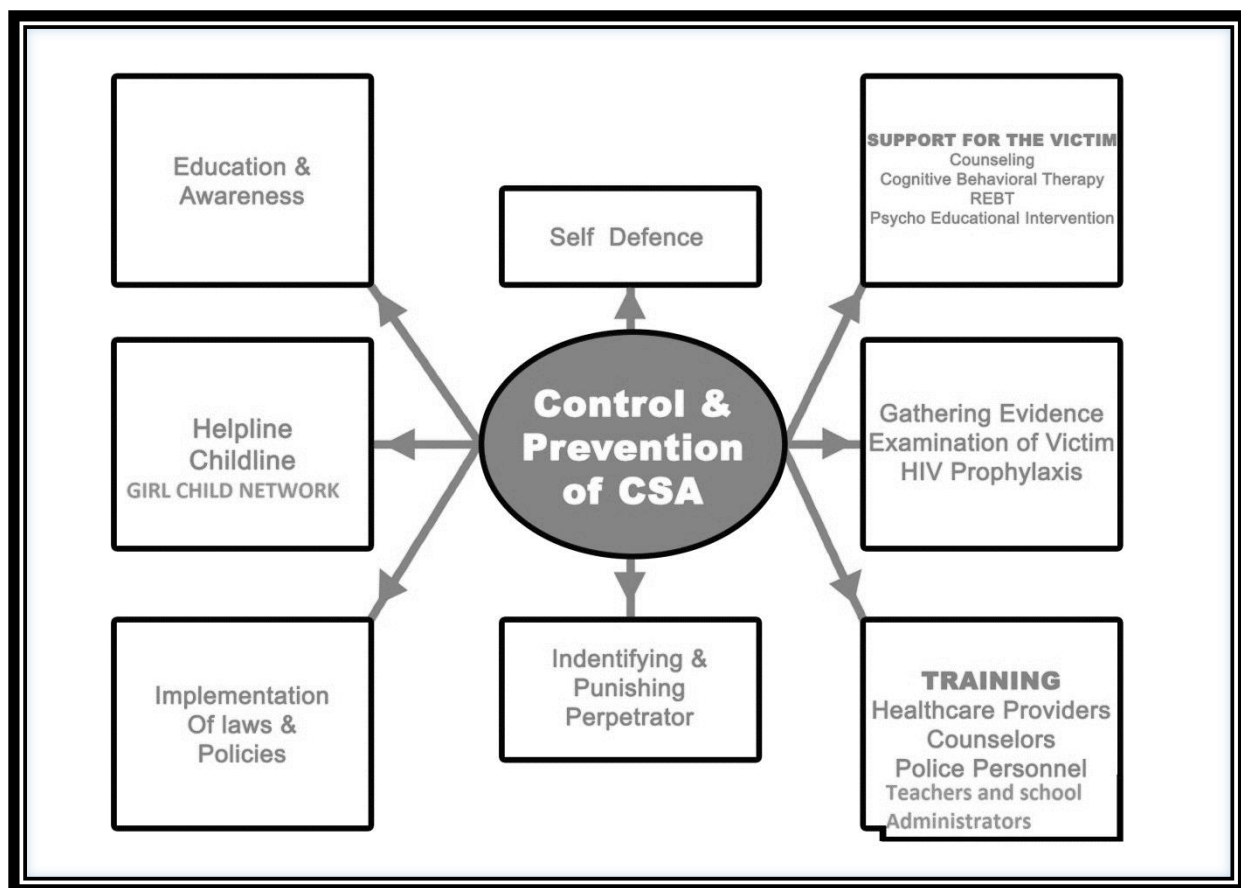 Education &
Awareness
Self Defence
SUPPORT FOR THE VICTIM
Counseling
Cognitive Behavioral Therapy
REBT
Psycho Educational Intervention
Helpline
Childline
GIRL CHILD NETWORK
Control &
Prevention
of CSA
Gathering Evidence
Examination of Victim
HIV Prophylaxis
Implementation
Of laws &
Policies
Indentifying &
Punishing
Perpetrator
TRAINING
Healthcare Providers
Counselors
Police Personnel
Teachers and school
Administrators